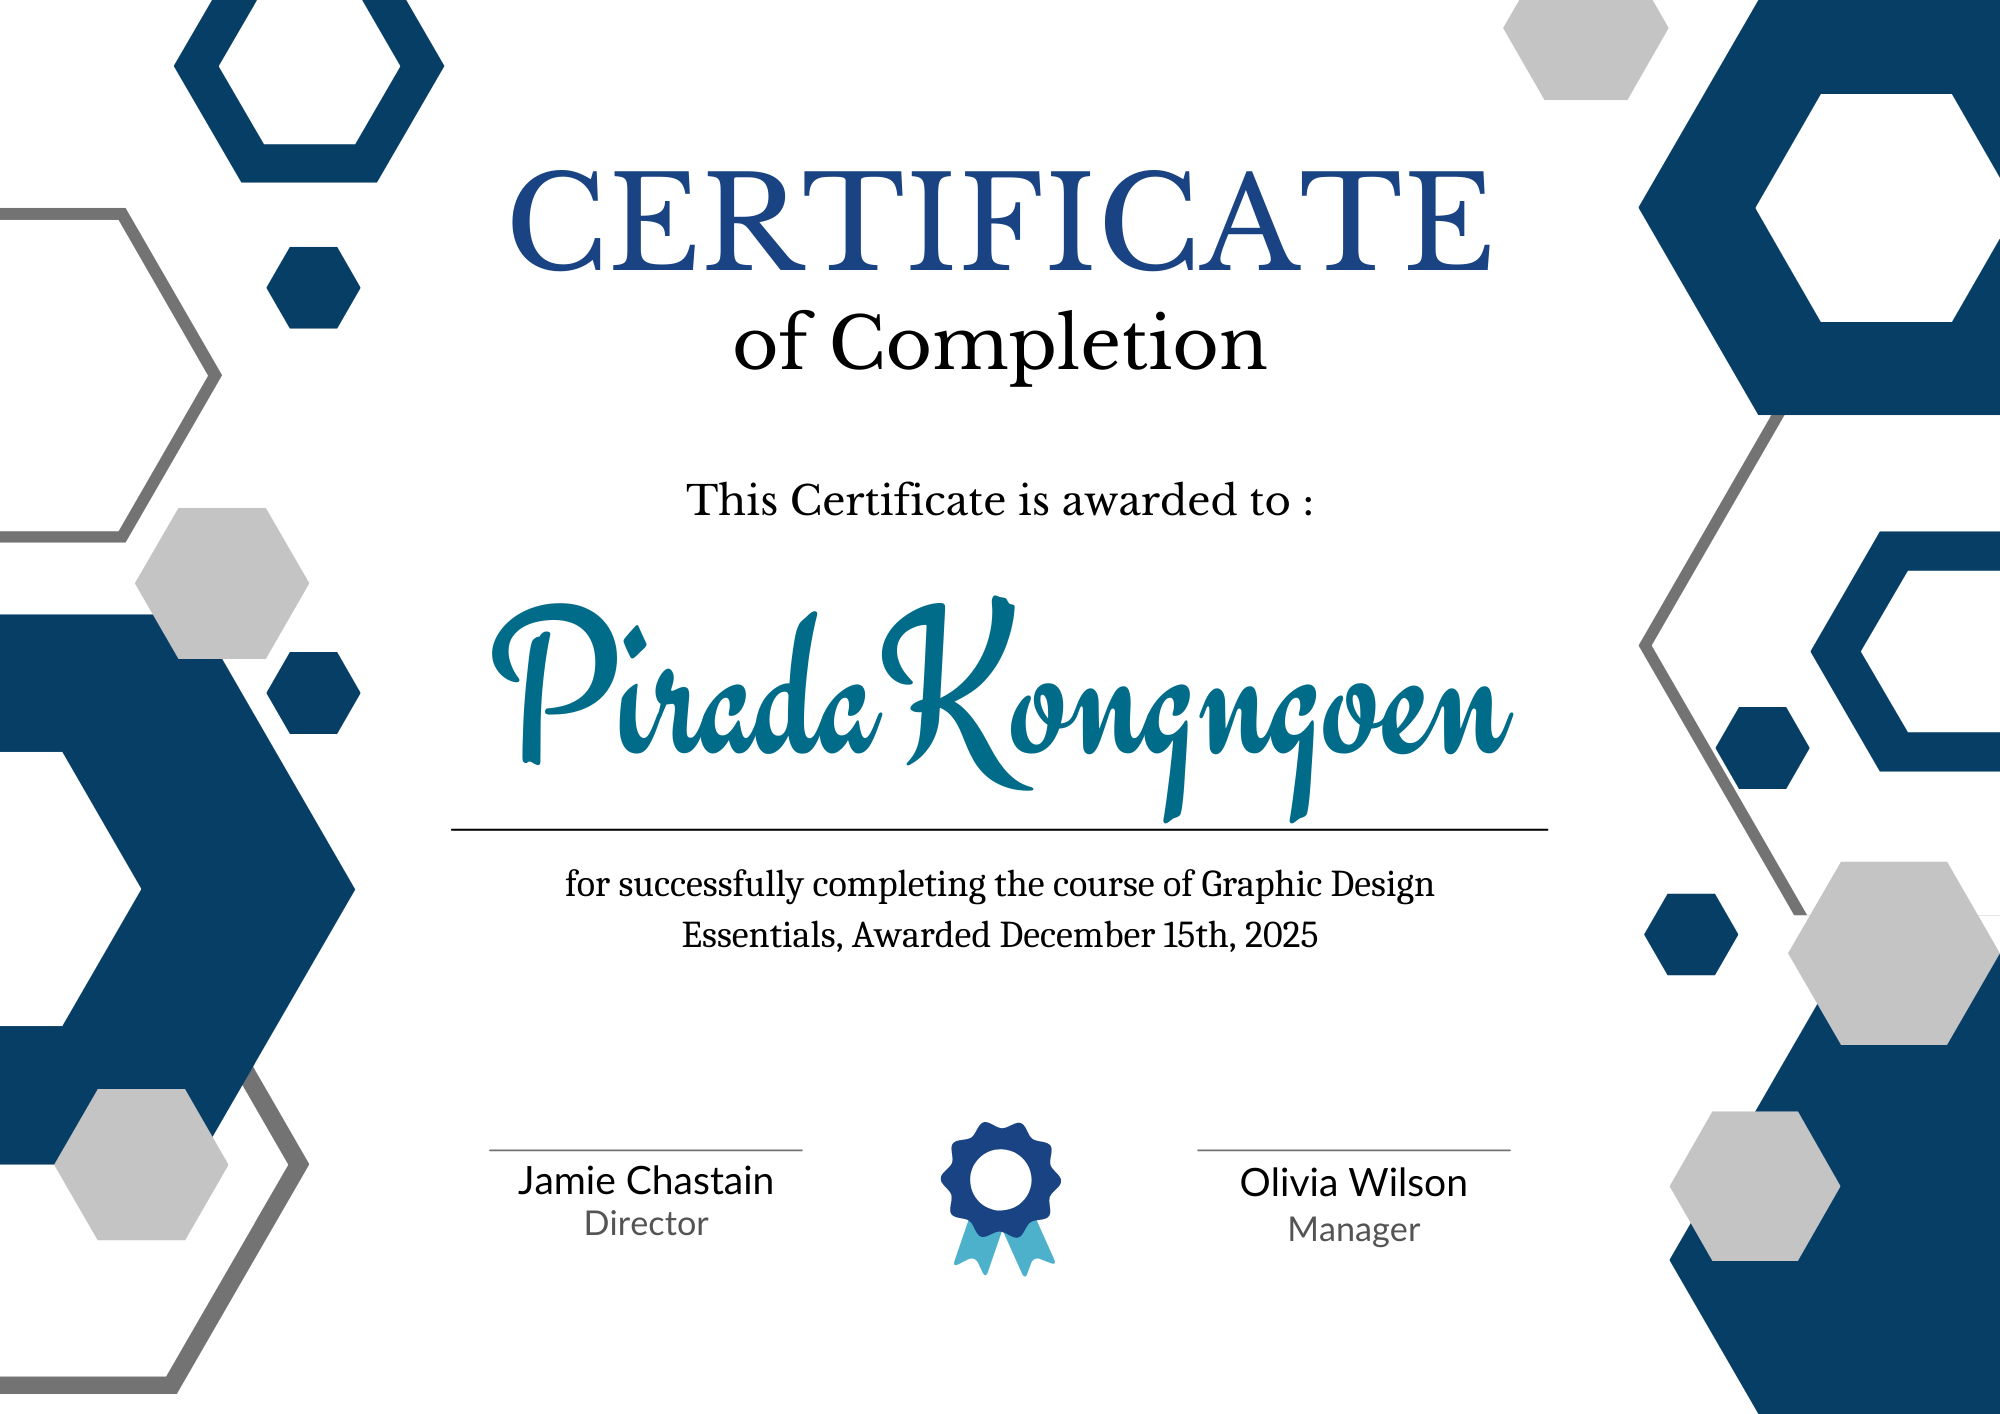 CERTIFICATE
of Completion
This Certificate is awarded to :
Pirada Kongngoen
for successfully completing the course of Graphic Design
Essentials, Awarded December 15th, 2025
Jamie Chastain
Director
Olivia Wilson
Manager